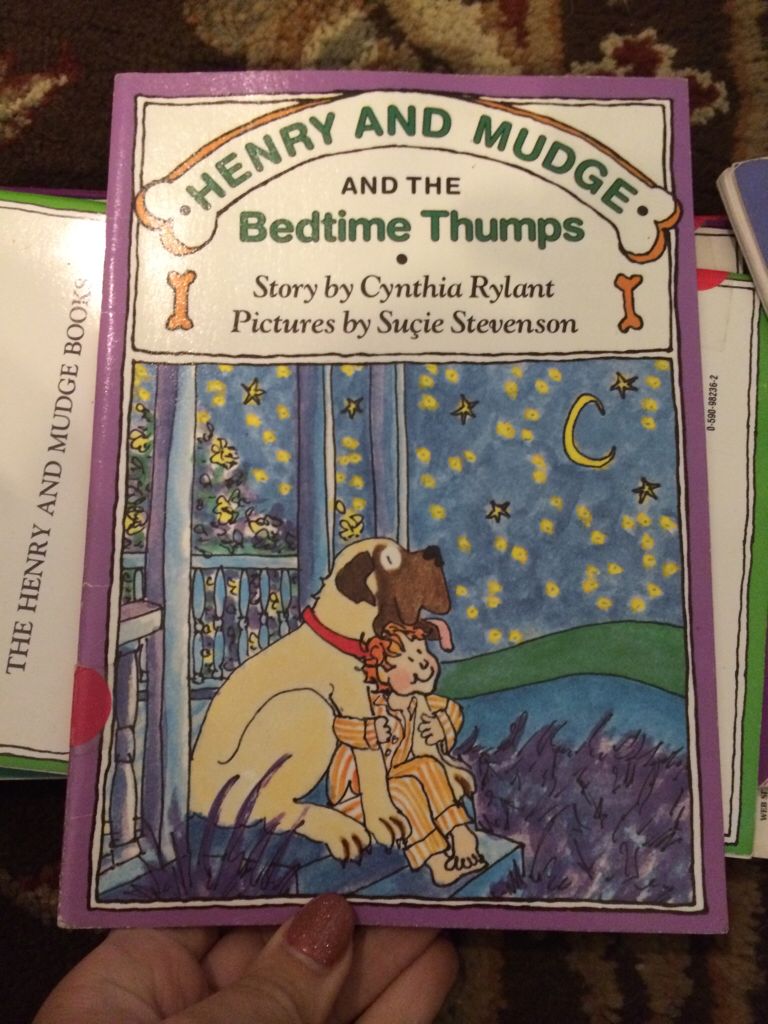 HENRY AND MUDGE
AND THE
Bedtime Thumps
Story by Cynthia Rylant
Pictures by Suçie Stevenson
THE HENRY AND MUDGE BOOKS
0-590-98236-2